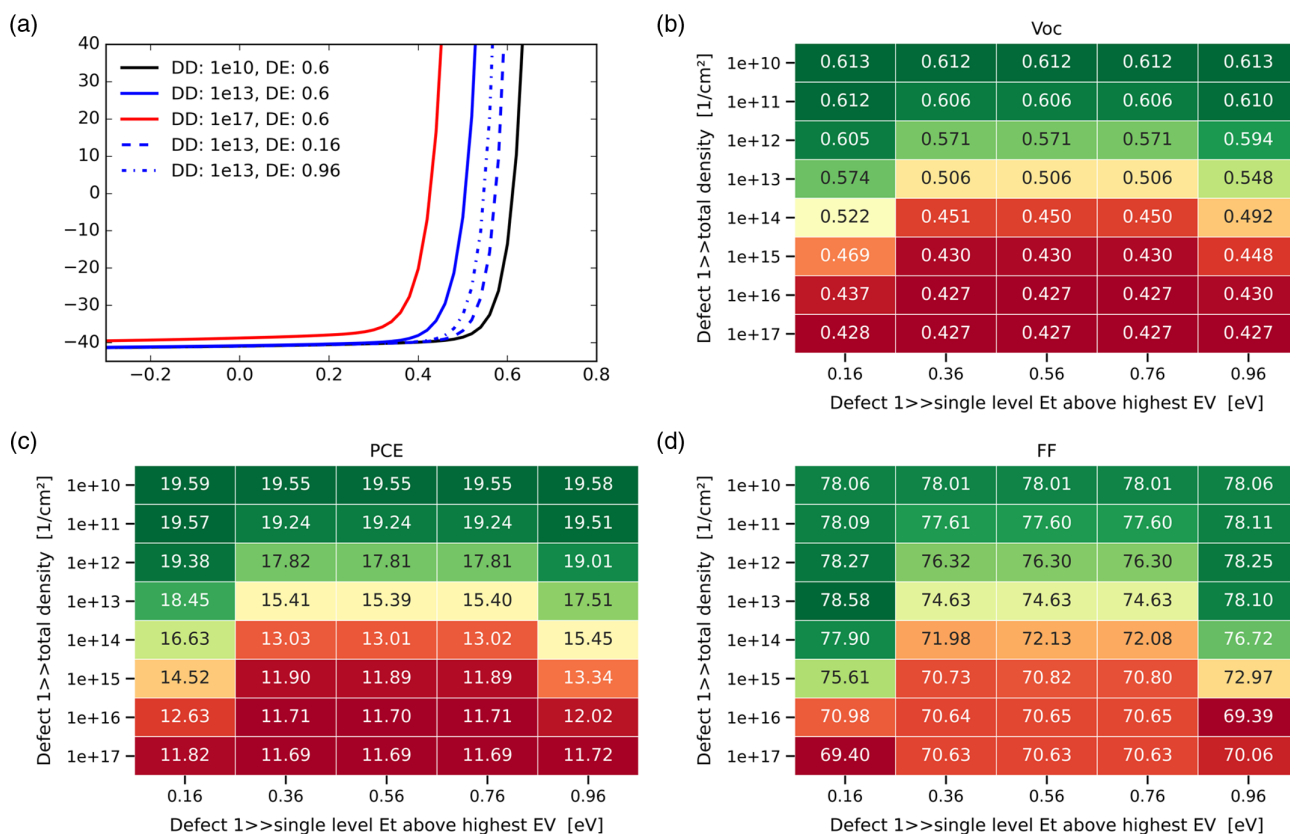 (a)
40
30
20
10
0
−10
−20
−30
−40
−0.2 0.0 0.2 0.4 0.6 0.8
DD: 1e10, DE: 0.6
DD: 1e13, DE: 0.6
DD: 1e17, DE: 0.6
DD: 1e13, DE: 0.16
DD: 1e13, DE: 0.96
(b)
Voc
Defect 1>>total density [1/cm²]
1e+10 0.613 0.612 0.612 0.612 0.613
1e+11 0.612 0.606 0.606 0.606 0.610
1e+12 0.605 0.571 0.571 0.571 0.594
1e+13 0.574 0.506 0.506 0.506 0.548
1e+14 0.522 0.451 0.450 0.450 0.492
1e+15 0.469 0.430 0.430 0.430 0.448
1e+16 0.437 0.427 0.427 0.427 0.430
1e+17 0.428 0.427 0.427 0.427 0.427
0.16 0.36 0.56 0.76 0.96
Defect 1>>single level Et above highest EV [eV]
(c)
PCE
Defect 1>>total density [1/cm²]
1e+10 19.59 19.55 19.55 19.55 19.58
1e+11 19.57 19.24 19.24 19.24 19.51
1e+12 19.38 17.82 17.81 17.81 19.01
1e+13 18.45 15.41 15.39 15.40 17.51
1e+14 16.63 13.03 13.01 13.02 15.45
1e+15 14.52 11.90 11.89 11.89 13.34
1e+16 12.63 11.71 11.70 11.71 12.02
1e+17 11.82 11.69 11.69 11.69 11.72
0.16 0.36 0.56 0.76 0.96
Defect 1>>single level Et above highest EV [eV]
(d)
FF
Defect 1>>total density [1/cm²]
1e+10 78.06 78.01 78.01 78.01 78.06
1e+11 78.09 77.61 77.60 77.60 78.11
1e+12 78.27 76.32 76.30 76.30 78.25
1e+13 78.58 74.63 74.63 74.63 78.10
1e+14 77.90 71.98 72.13 72.08 76.72
1e+15 75.61 70.73 70.82 70.80 72.97
1e+16 70.98 70.64 70.65 70.65 69.39
1e+17 69.40 70.63 70.63 70.63 70.06
0.16 0.36 0.56 0.76 0.96
Defect 1>>single level Et above highest EV [eV]